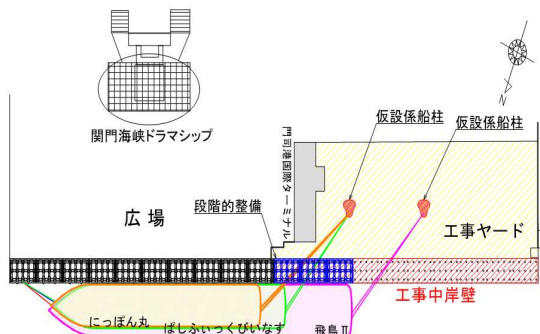 関門海峡ドラマシップ
N
仮設係船柱
仮設係船柱
門司港国際ターミナル
段階的整備
広場
工事ヤード
工事中岸壁
にっぽん丸
ぱしふぃっくびいなす
飛鳥Ⅱ